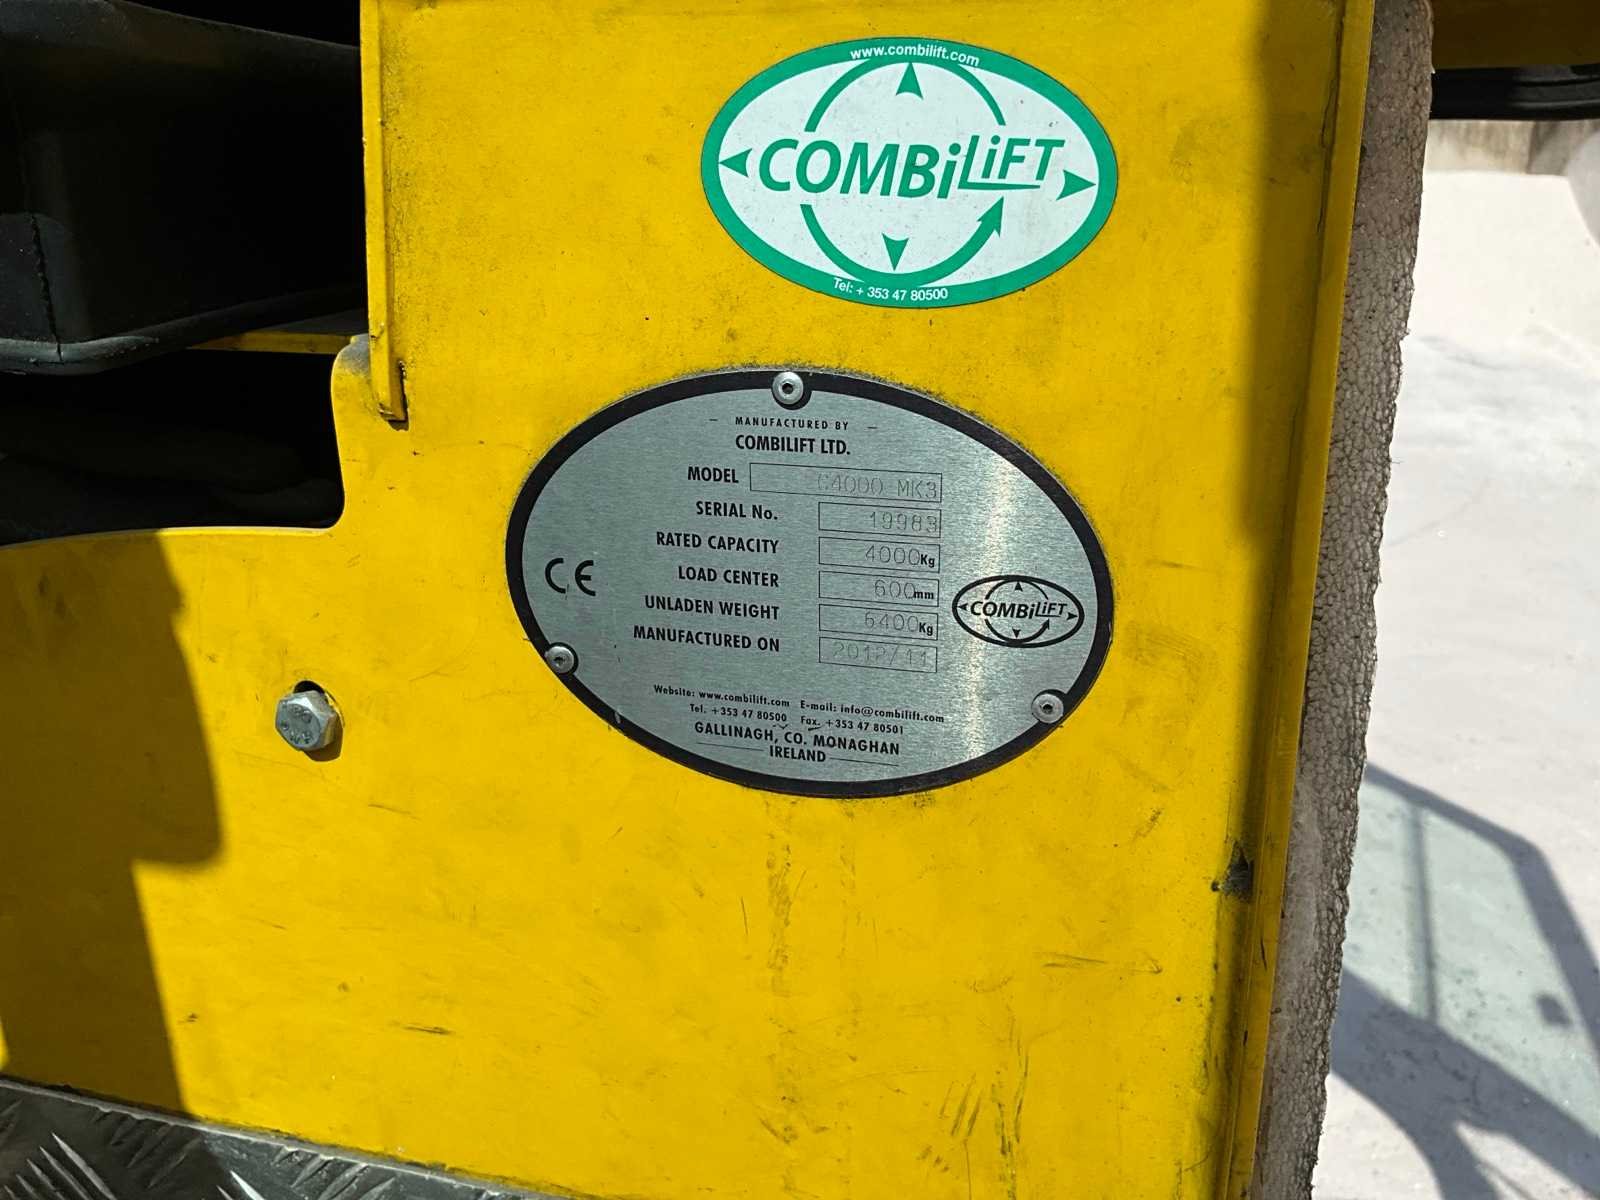 www.combilift.com
COMBiLiFT
Tel: + 353 47 80500
MANUFACTURED BY
COMBILIFT LTD.
MODEL C4000 MK3
SERIAL No. 19983
RATED CAPACITY 4000Kg
LOAD CENTER 600mm
UNLADEN WEIGHT 6400Kg
MANUFACTURED ON 2012/11
CE
COMBiLiFT
Website: www.combilift.com E-mail: info@combilift.com
Tel. +353 47 80500 Fax. +353 47 80501
GALLINAGH, CO. MONAGHAN
IRELAND